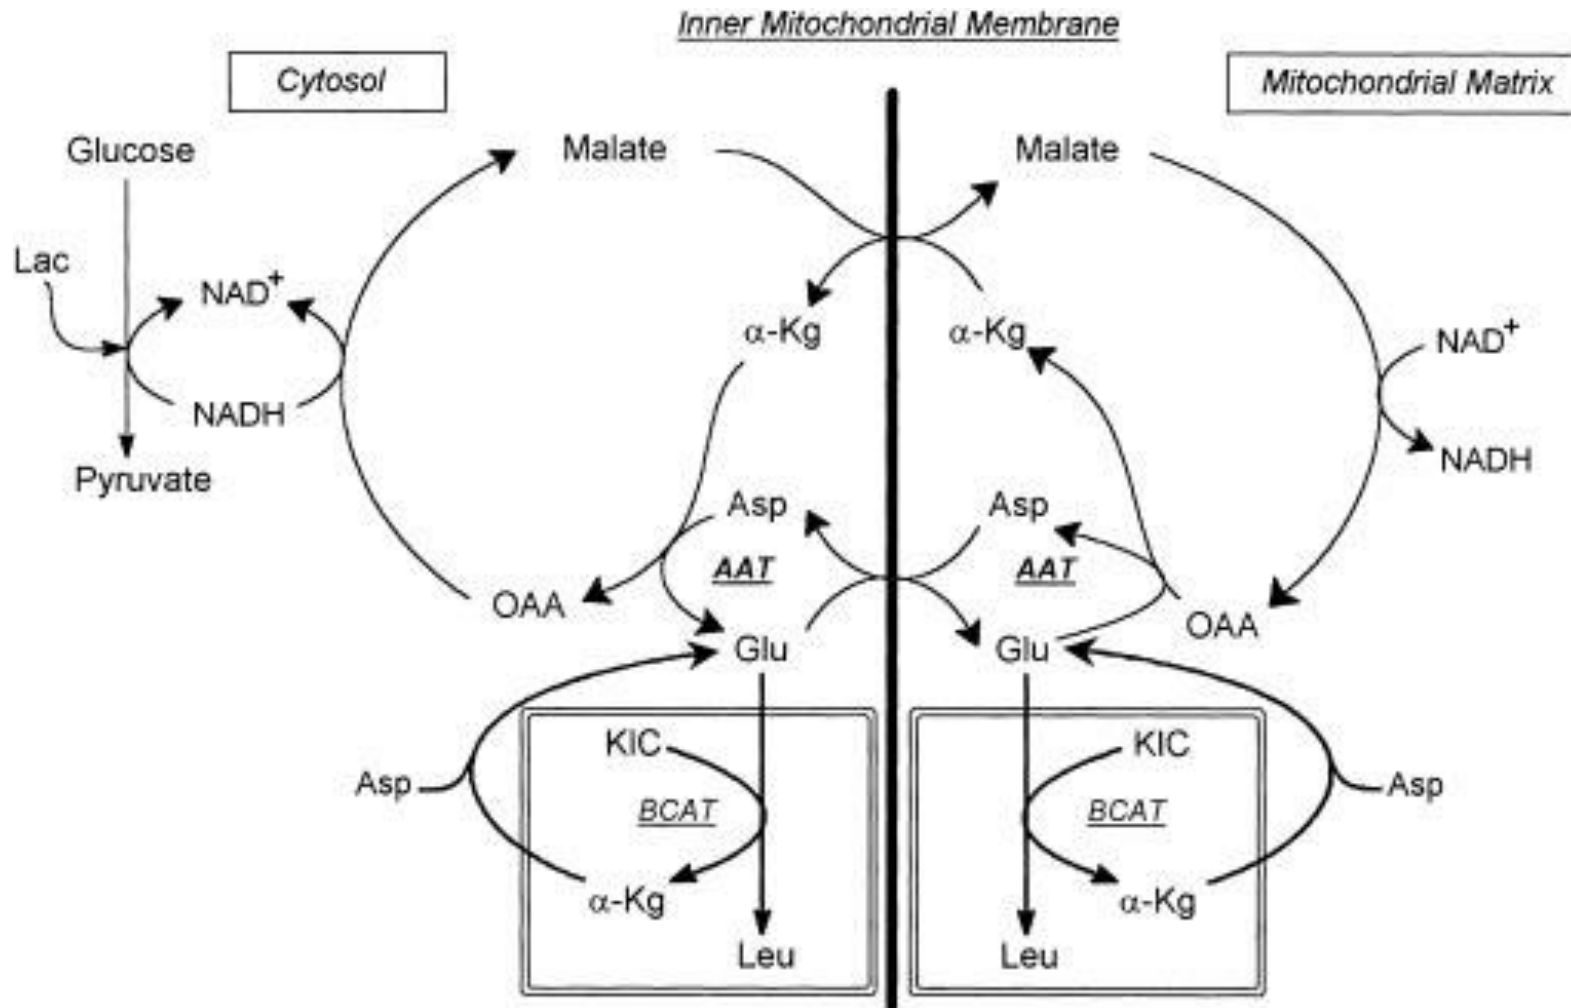 Inner Mitochondrial Membrane
Cytosol
Mitochondrial Matrix
Glucose
Malate
Malate
Lac
NAD+
α-Kg
α-Kg
NAD+
NADH
Pyruvate
NADH
Asp
Asp
AAT
AAT
OAA
OAA
Glu
Glu
KIC
KIC
Asp
Asp
BCAT
BCAT
α-Kg
α-Kg
Leu
Leu